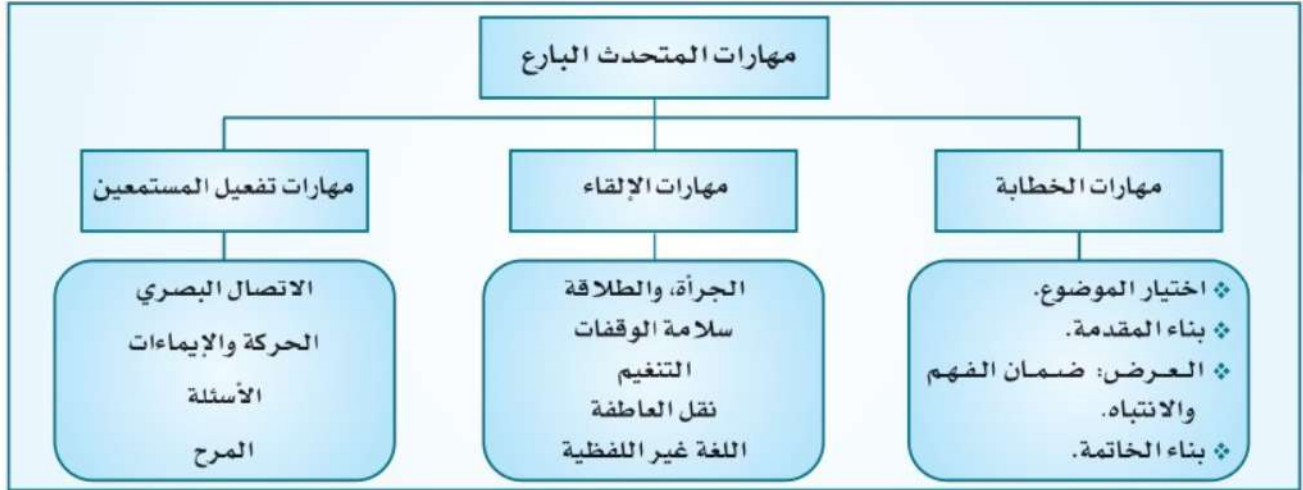 مهارات المتحدث البارع
مهارات الخطابة
❖ اختيار الموضوع.
❖ بناء المقدمة.
❖ العرض: ضمان الفهم
والانتباه.
❖ بناء الخاتمة.
مهارات الإلقاء
الجرأة، والطلاقة
سلامة الوقفات
التنغيم
نقل العاطفة
اللغة غير اللفظية
مهارات تفعيل المستمعين
الاتصال البصري
الحركة والإيماءات
الأسئلة
المرح